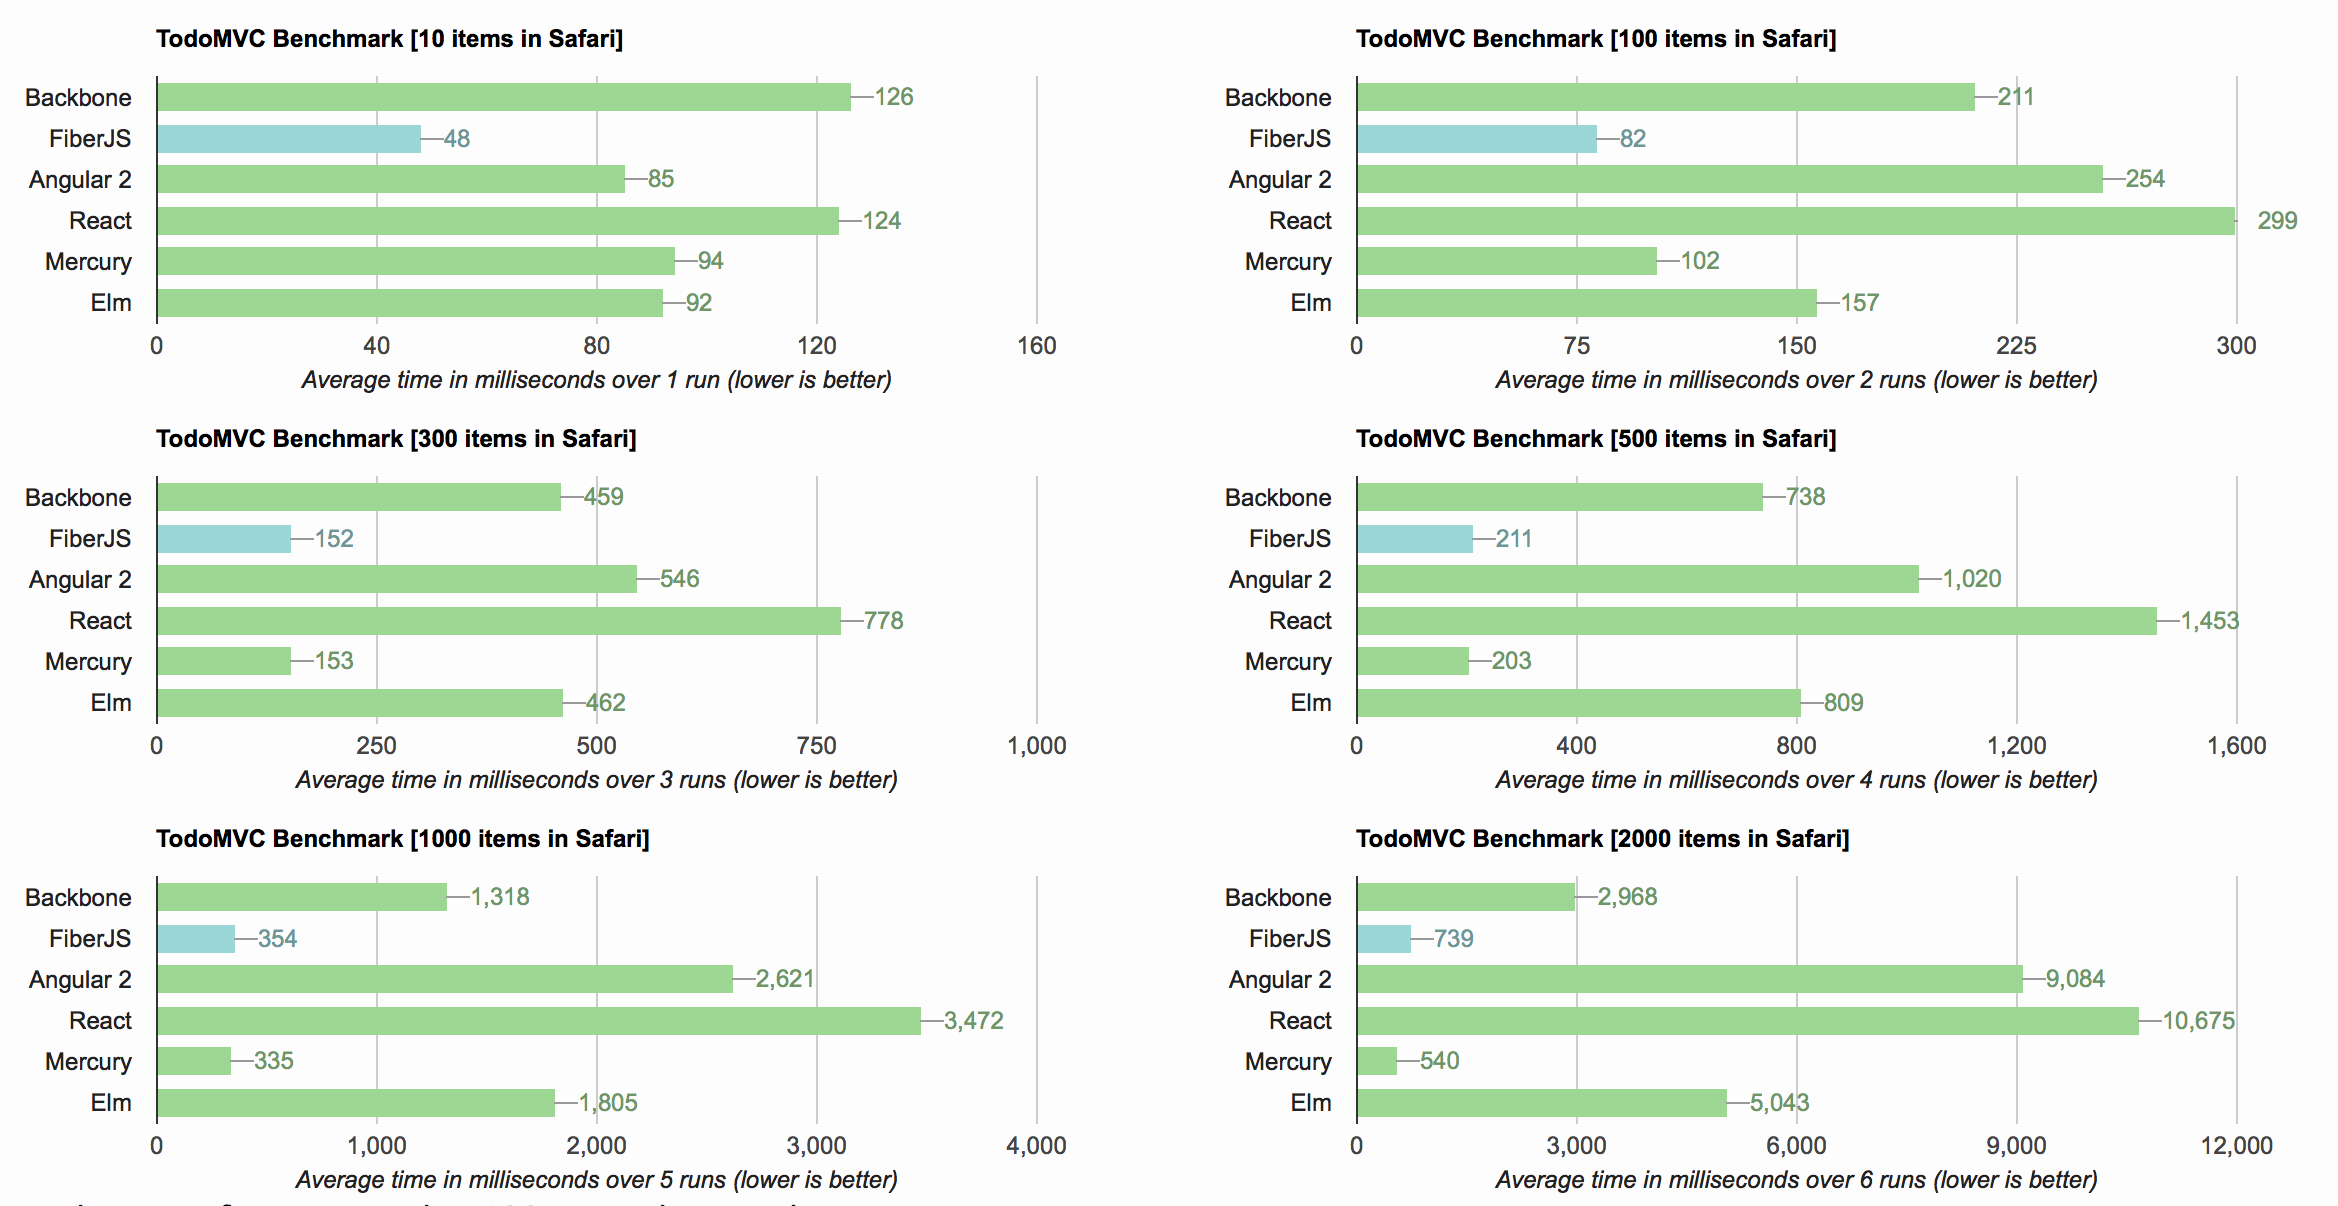 TodoMVC Benchmark [10 items in Safari]
Backbone 126
FiberJS 48
Angular 2 85
React 124
Mercury 94
Elm 92
0 40 80 120 160
Average time in milliseconds over 1 run (lower is better)
TodoMVC Benchmark [100 items in Safari]
Backbone 211
FiberJS 82
Angular 2 254
React 299
Mercury 102
Elm 157
0 75 150 225 300
Average time in milliseconds over 2 runs (lower is better)
TodoMVC Benchmark [300 items in Safari]
Backbone 459
FiberJS 152
Angular 2 546
React 778
Mercury 153
Elm 462
0 250 500 750 1,000
Average time in milliseconds over 3 runs (lower is better)
TodoMVC Benchmark [500 items in Safari]
Backbone 738
FiberJS 211
Angular 2 1,020
React 1,453
Mercury 203
Elm 809
0 400 800 1,200 1,600
Average time in milliseconds over 4 runs (lower is better)
TodoMVC Benchmark [1000 items in Safari]
Backbone 1,318
FiberJS 354
Angular 2 2,621
React 3,472
Mercury 335
Elm 1,805
0 1,000 2,000 3,000 4,000
Average time in milliseconds over 5 runs (lower is better)
TodoMVC Benchmark [2000 items in Safari]
Backbone 2,968
FiberJS 739
Angular 2 9,084
React 10,675
Mercury 540
Elm 5,043
0 3,000 6,000 9,000 12,000
Average time in milliseconds over 6 runs (lower is better)